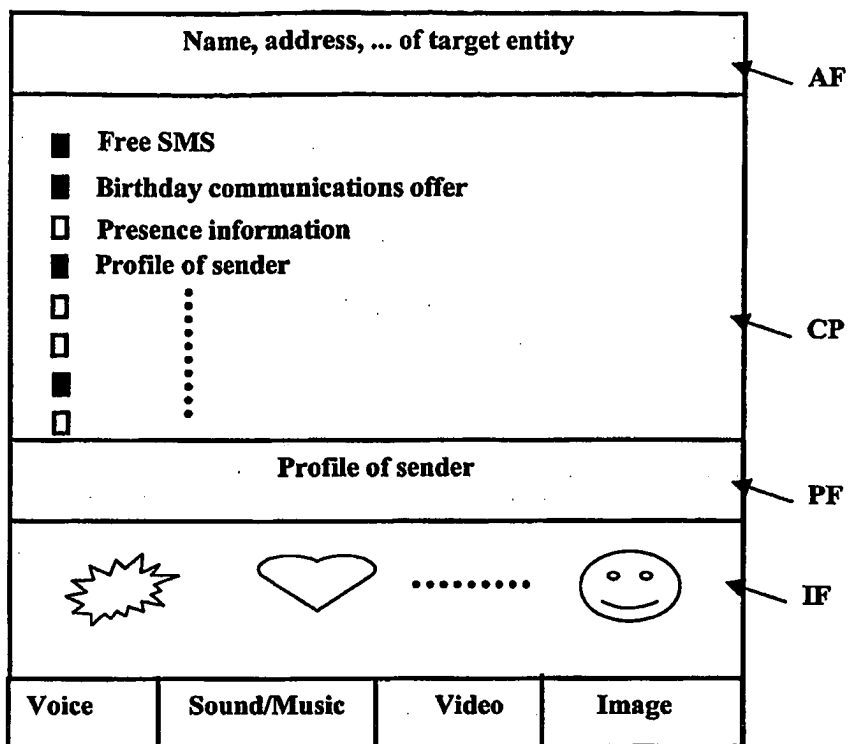 Name, address, ... of target entity
AF
Free SMS
Birthday communications offer
Presence information
Profile of sender
CP
Profile of sender
PF
IF
Voice Sound/Music Video Image